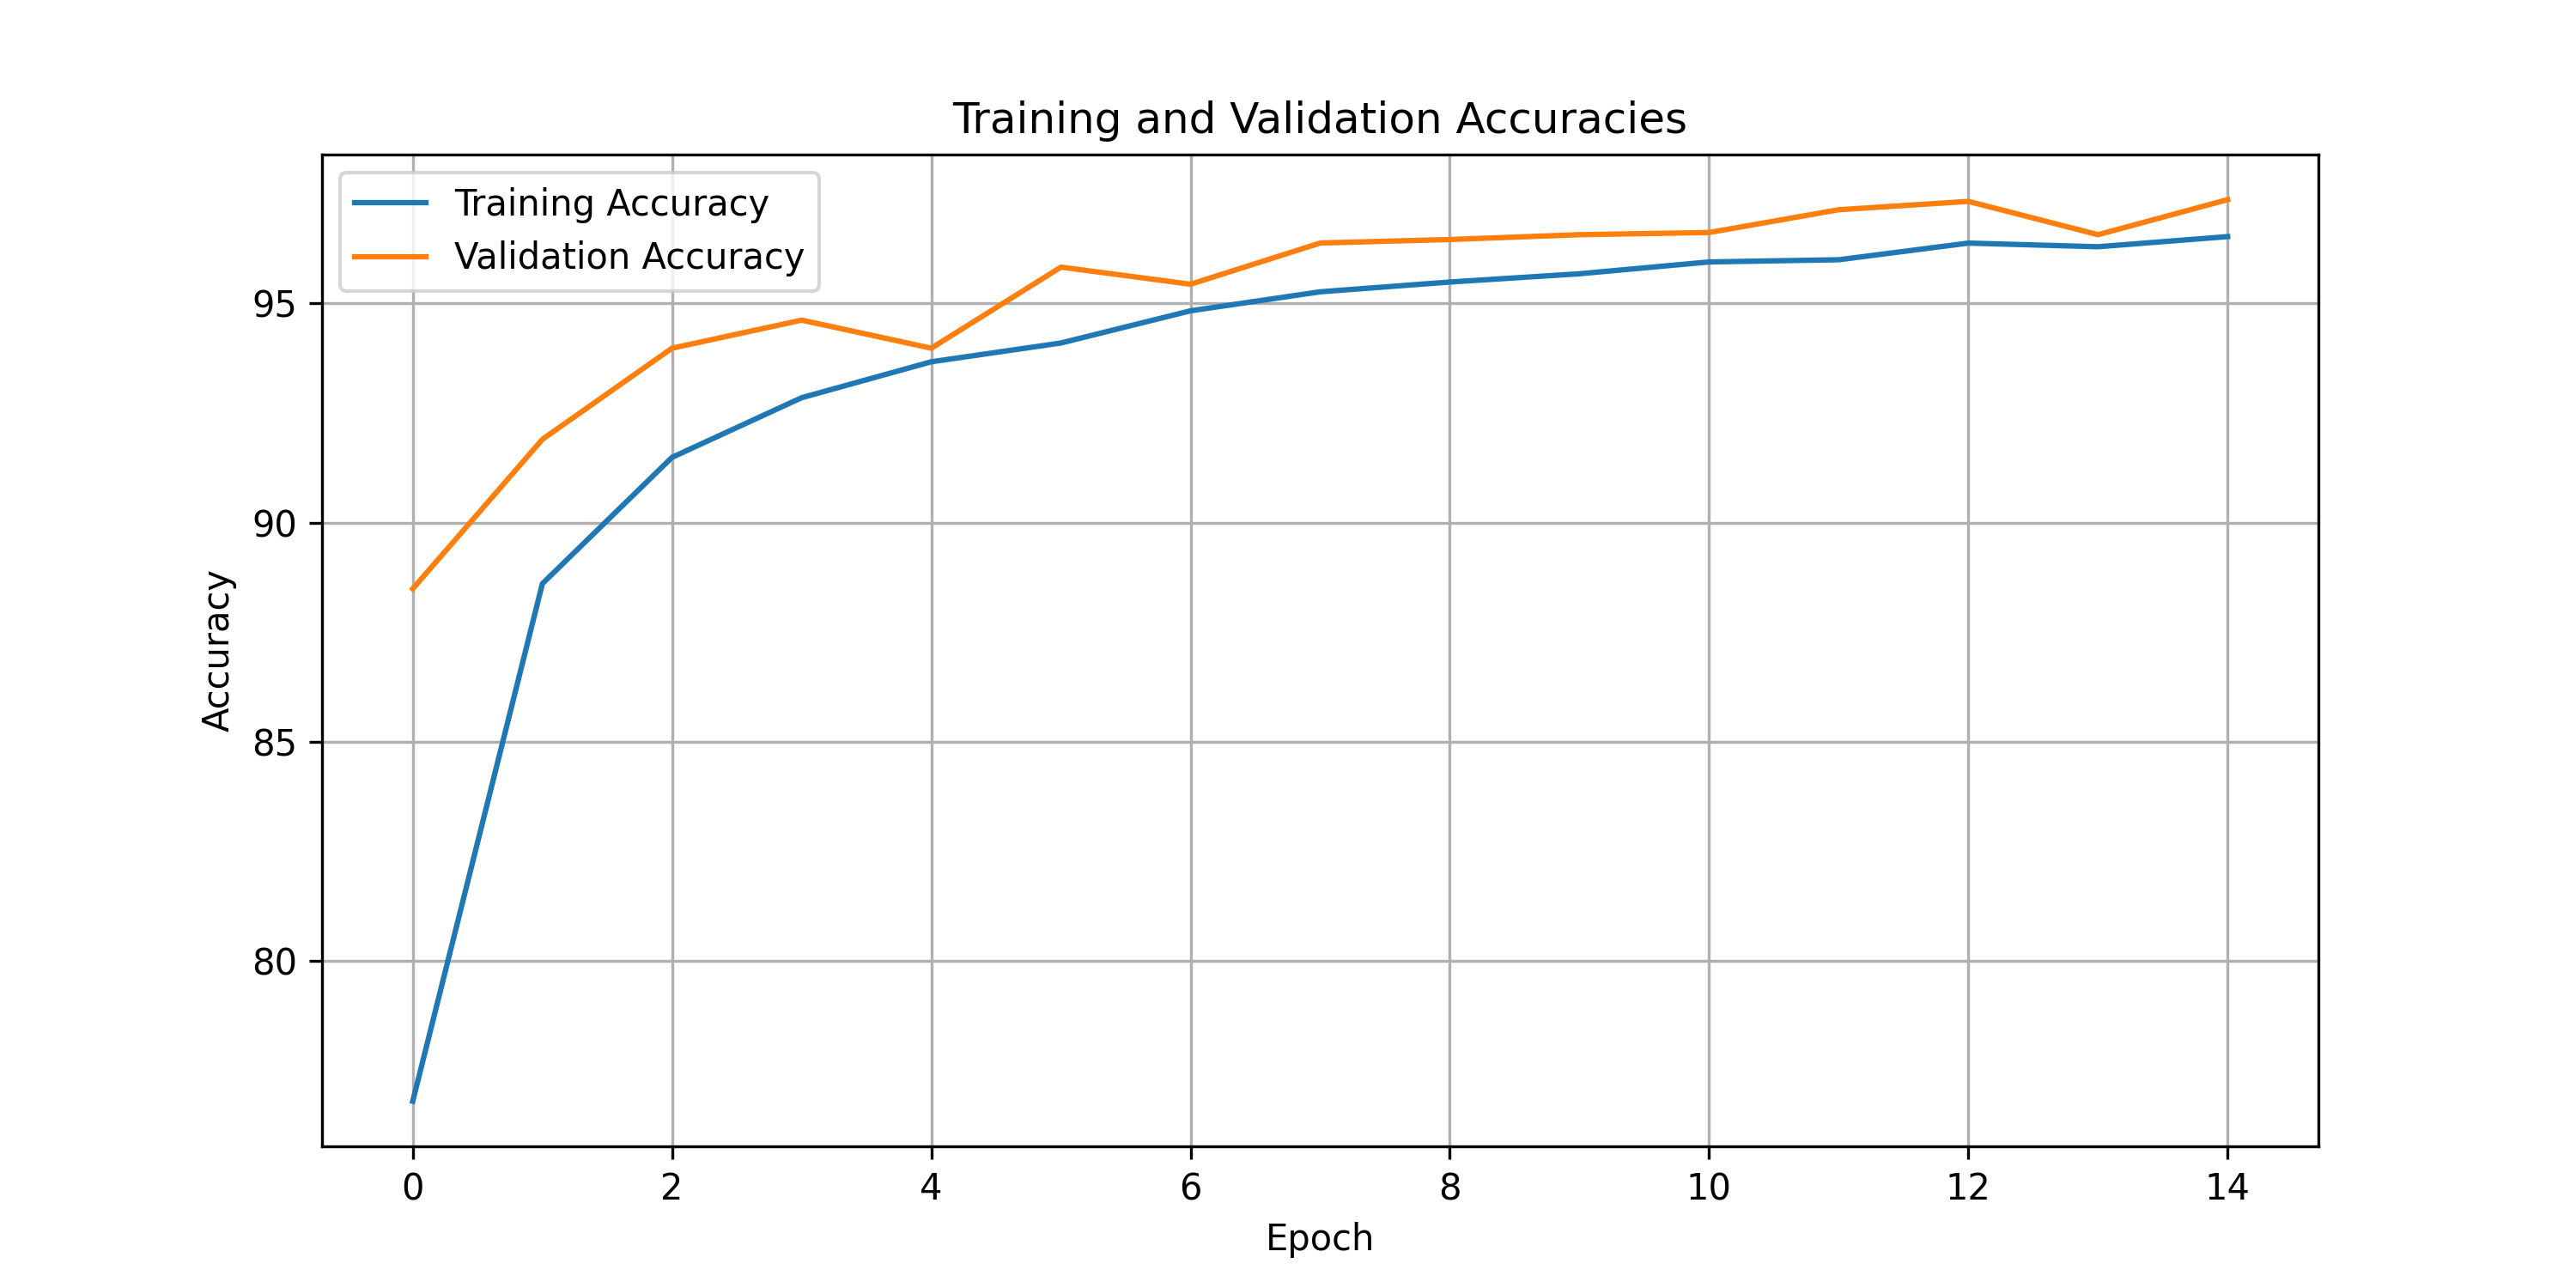 Training and Validation Accuracies
Training Accuracy
Validation Accuracy
95
90
85
80
Accuracy
0 2 4 6 8 10 12 14
Epoch